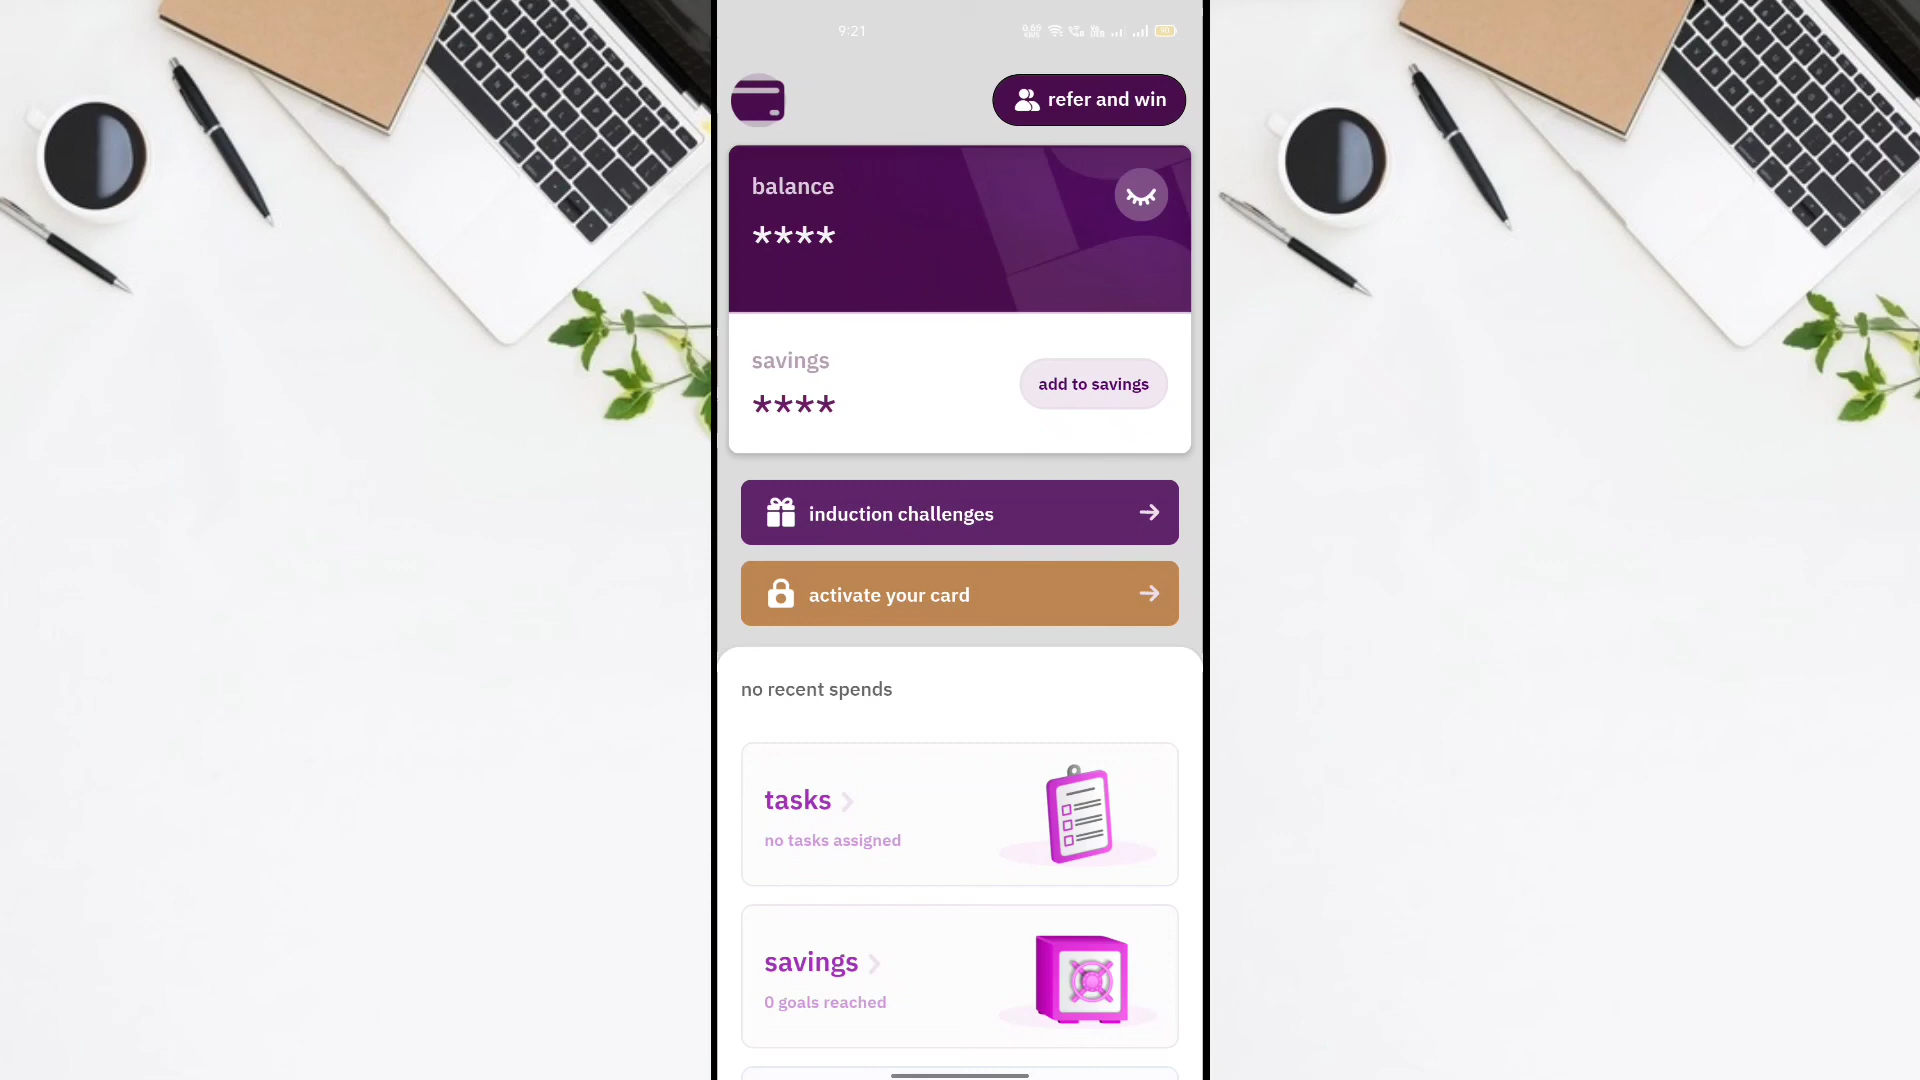 9:21
90
refer and win
balance
****
savings
****
add to savings
induction challenges
activate your card
no recent spends
tasks
no tasks assigned
savings
0 goals reached